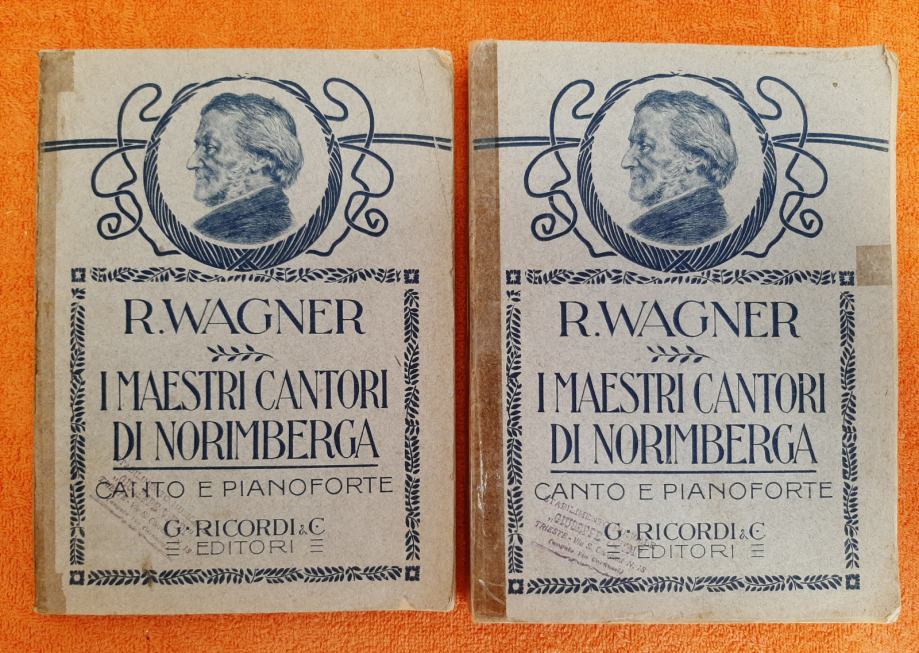 R. WAGNER
I MAESTRI CANTORI
DI NORIMBERGA
CANTO E PIANOFORTE
G. RICORDI & C
EDITORI
R. WAGNER
I MAESTRI CANTORI
DI NORIMBERGA
CANTO E PIANOFORTE
G. RICORDI & C
EDITORI
TRIESTE - Via S.